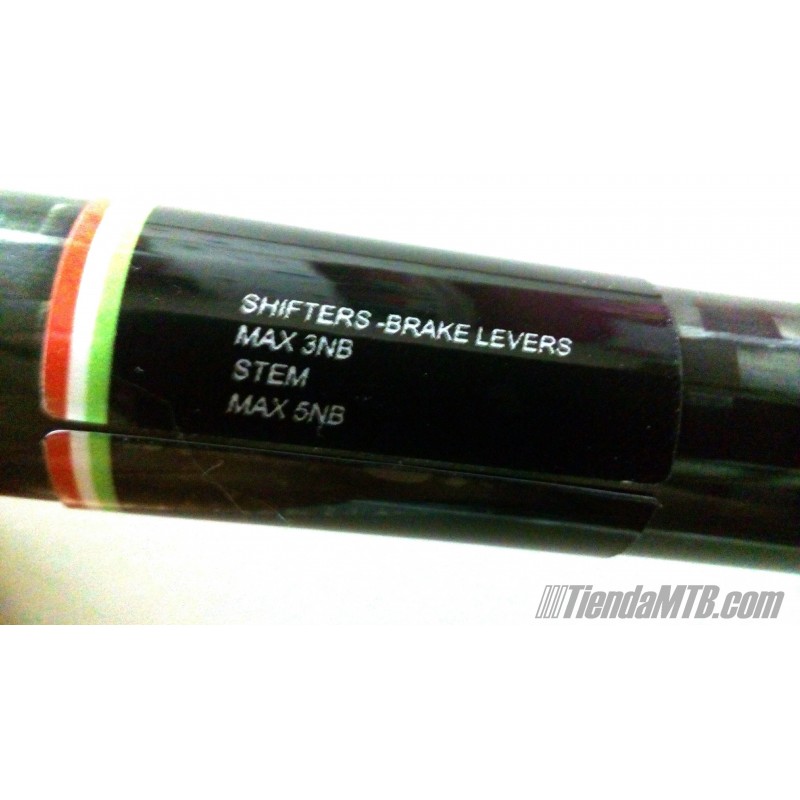 SHIFTERS -BRAKE LEVERS
MAX 3NB
STEM
MAX 5NB
TiendaMTB.com